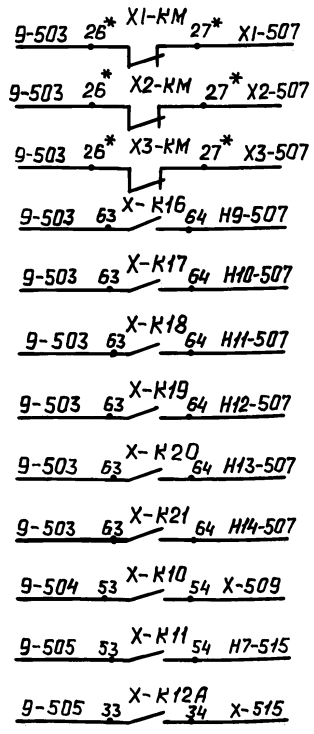 9-503 26* X1-KM 27* X1-507
9-503 26* X2-KM 27* X2-507
9-503 26* X3-KM 27* X3-507
9-503 63 X-K16 64 H9-507
9-503 63 X-K17 64 H10-507
9-503 63 X-K18 64 H11-507
9-503 63 X-K19 64 H12-507
9-503 63 X-K20 64 H13-507
9-503 63 X-K21 64 H14-507
9-504 53 X-K10 54 X-509
9-505 53 X-K11 54 H7-515
9-505 33 X-K12A 34 X-515